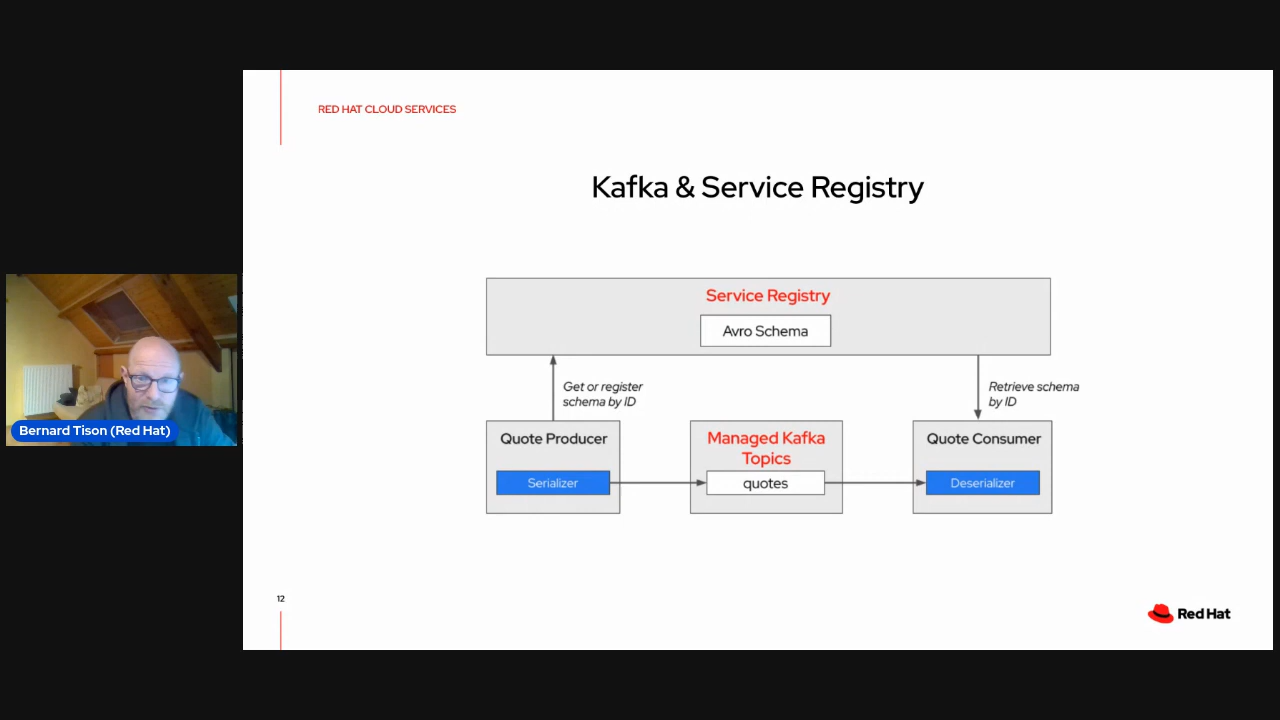 RED HAT CLOUD SERVICES
Kafka & Service Registry
Service Registry
Avro Schema
Get or register
schema by ID
Retrieve schema
by ID
Quote Producer
Serializer
Managed Kafka
Topics
quotes
Quote Consumer
Deserializer
Bernard Tison (Red Hat)
12
Red Hat